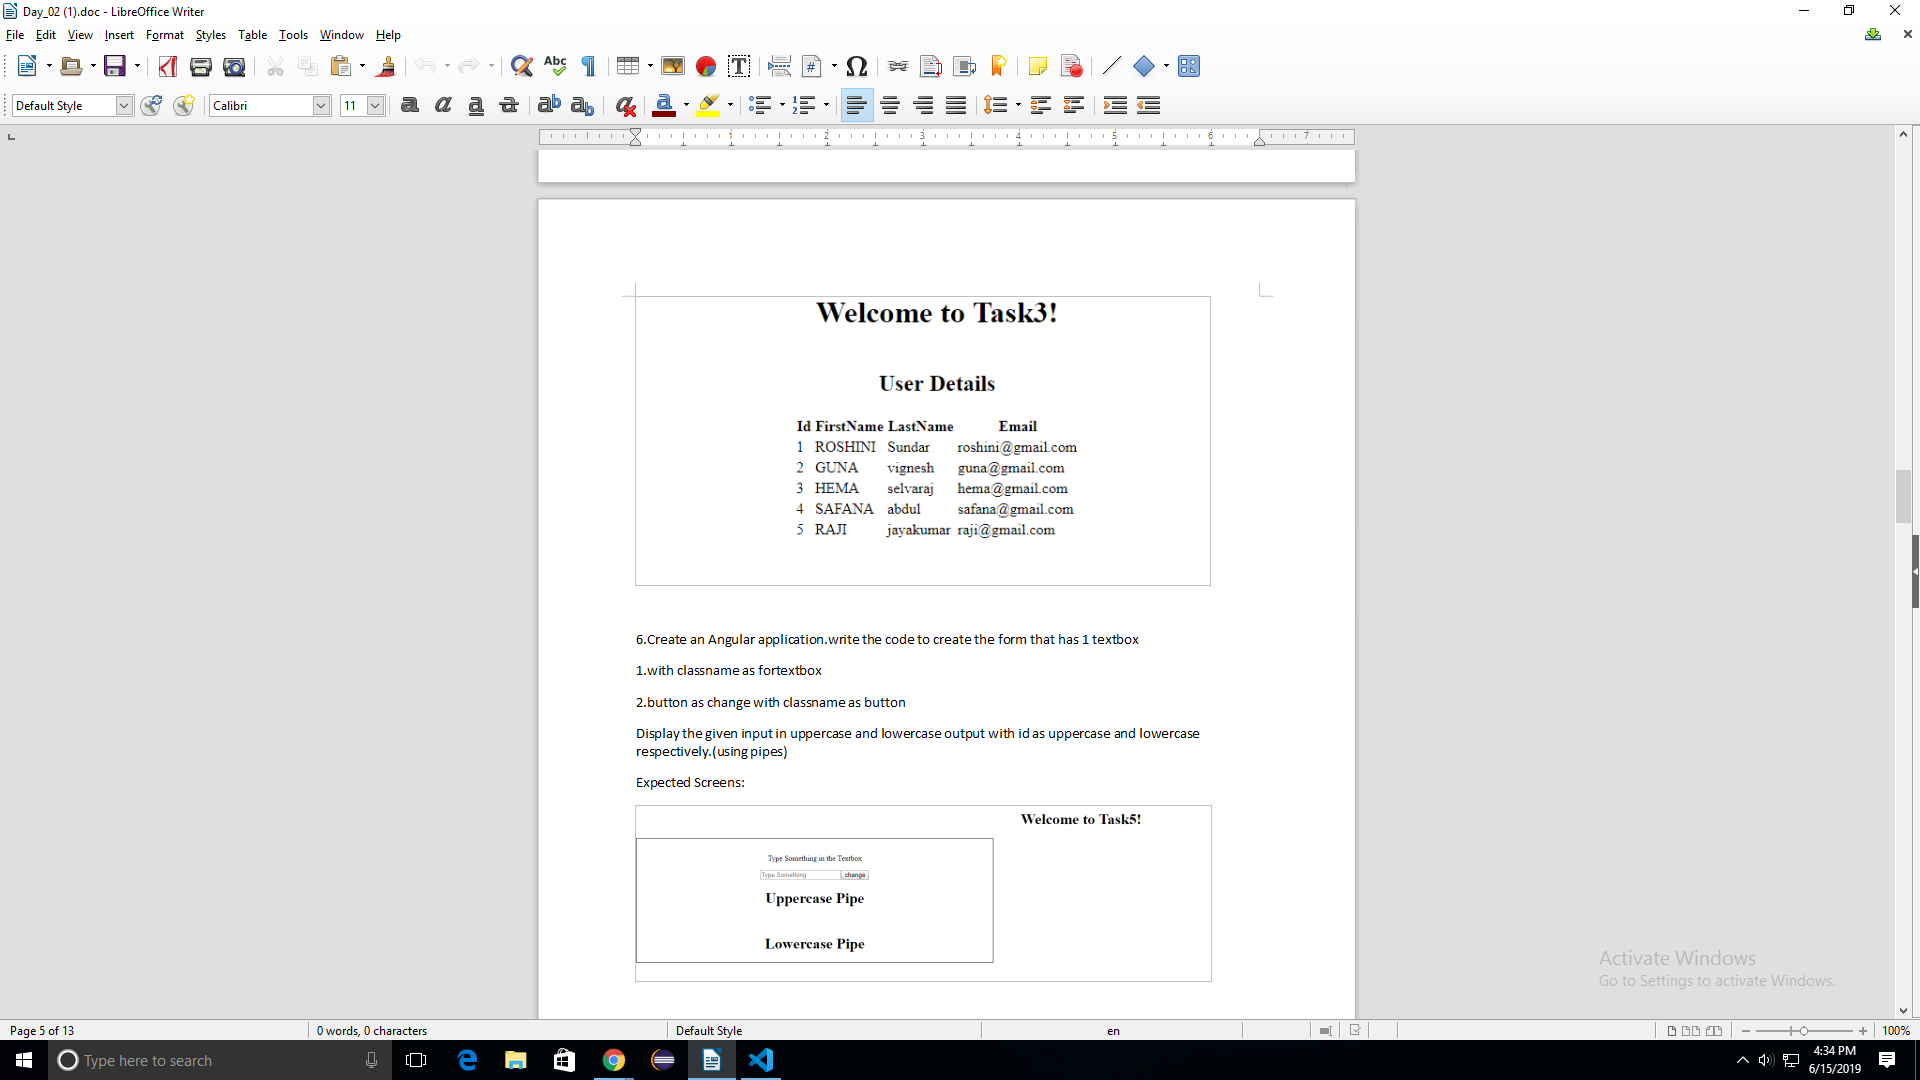 Day_02 (1).doc - LibreOffice Writer
File Edit View Insert Format Styles Table Tools Window Help
Abc
Default Style Calibri 11
1 2 3 4 5 6 7
Welcome to Task3!
User Details
Id FirstName LastName Email
1 ROSHINI Sundar roshini@gmail.com
2 GUNA vignesh guna@gmail.com
3 HEMA selvaraj hema@gmail.com
4 SAFANA abdul safana@gmail.com
5 RAJI jayakumar raji@gmail.com
6.Create an Angular application.write the code to create the form that has 1 textbox
1.with classname as fortextbox
2.button as change with classname as button
Display the given input in uppercase and lowercase output with id as uppercase and lowercase
respectively.(using pipes)
Expected Screens:
Welcome to Task5!
Type Something in the Textbox
Type Something change
Uppercase Pipe
Lowercase Pipe
Activate Windows
Go to Settings to activate Windows.
Page 5 of 13 0 words, 0 characters Default Style en 100%
Type here to search
4:34 PM
6/15/2019